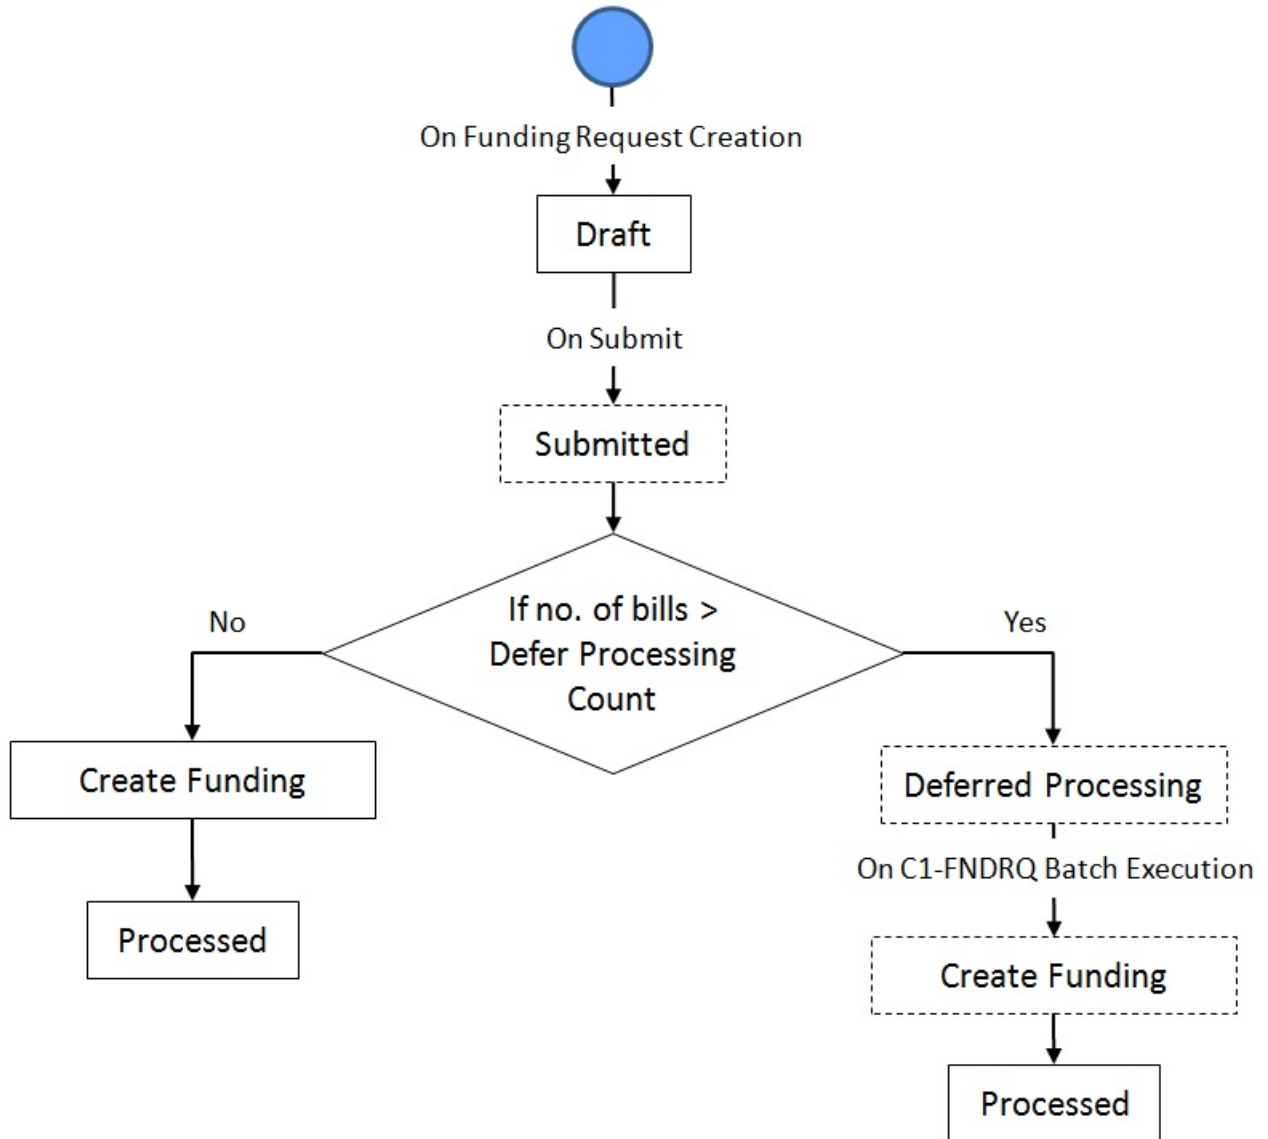 On Funding Request Creation
Draft
On Submit
Submitted
If no. of bills >
Defer Processing
Count
No
Yes
Create Funding
Deferred Processing
On C1-FNDRQ Batch Execution
Processed
Create Funding
Processed